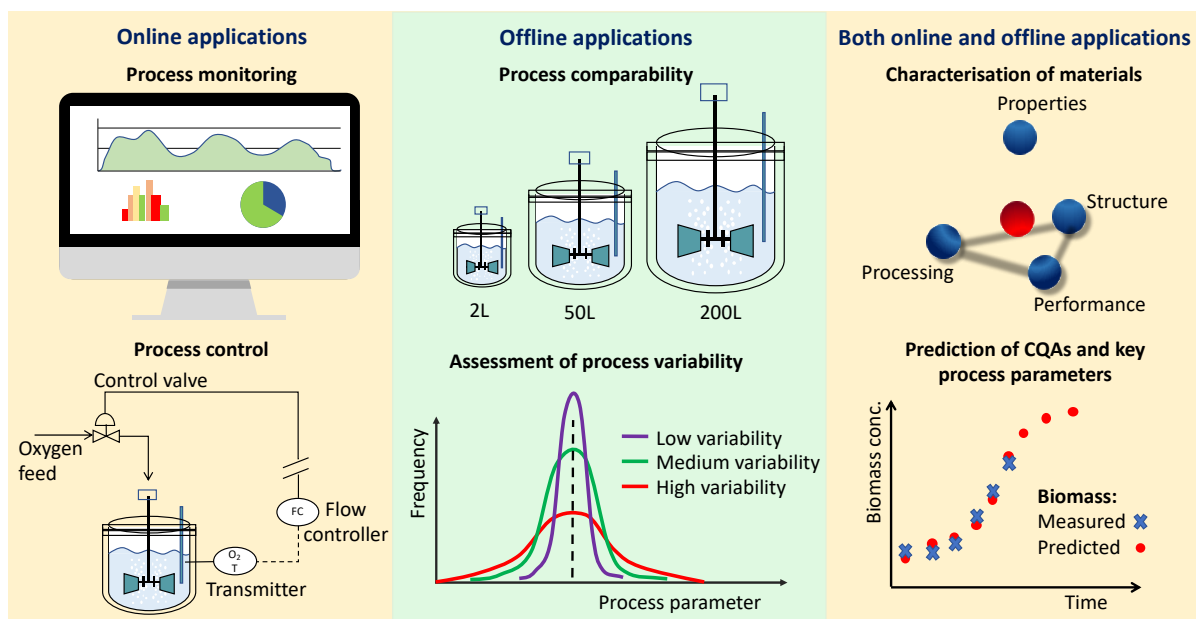 Online applications
Process monitoring
Process control
Control valve
Oxygen
feed
FC
Flow
controller
O2
T
Transmitter
Offline applications
Process comparability
2L
50L
200L
Assessment of process variability
Frequency
Low variability
Medium variability
High variability
Process parameter
Both online and offline applications
Characterisation of materials
Properties
Structure
Processing
Performance
Prediction of CQAs and key
process parameters
Biomass conc.
Biomass:
Measured
Predicted
Time